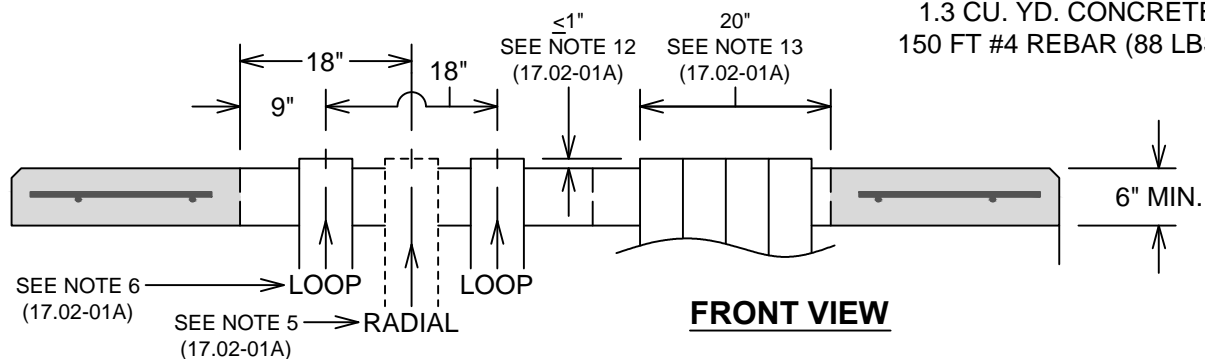 1.3 CU. YD. CONCRETE
150 FT #4 REBAR (88 LBS
≤1"
SEE NOTE 12
(17.02-01A)
20"
SEE NOTE 13
(17.02-01A)
18"
18"
9"
6" MIN.
SEE NOTE 6
(17.02-01A)
LOOP
LOOP
SEE NOTE 5
(17.02-01A)
RADIAL
FRONT VIEW